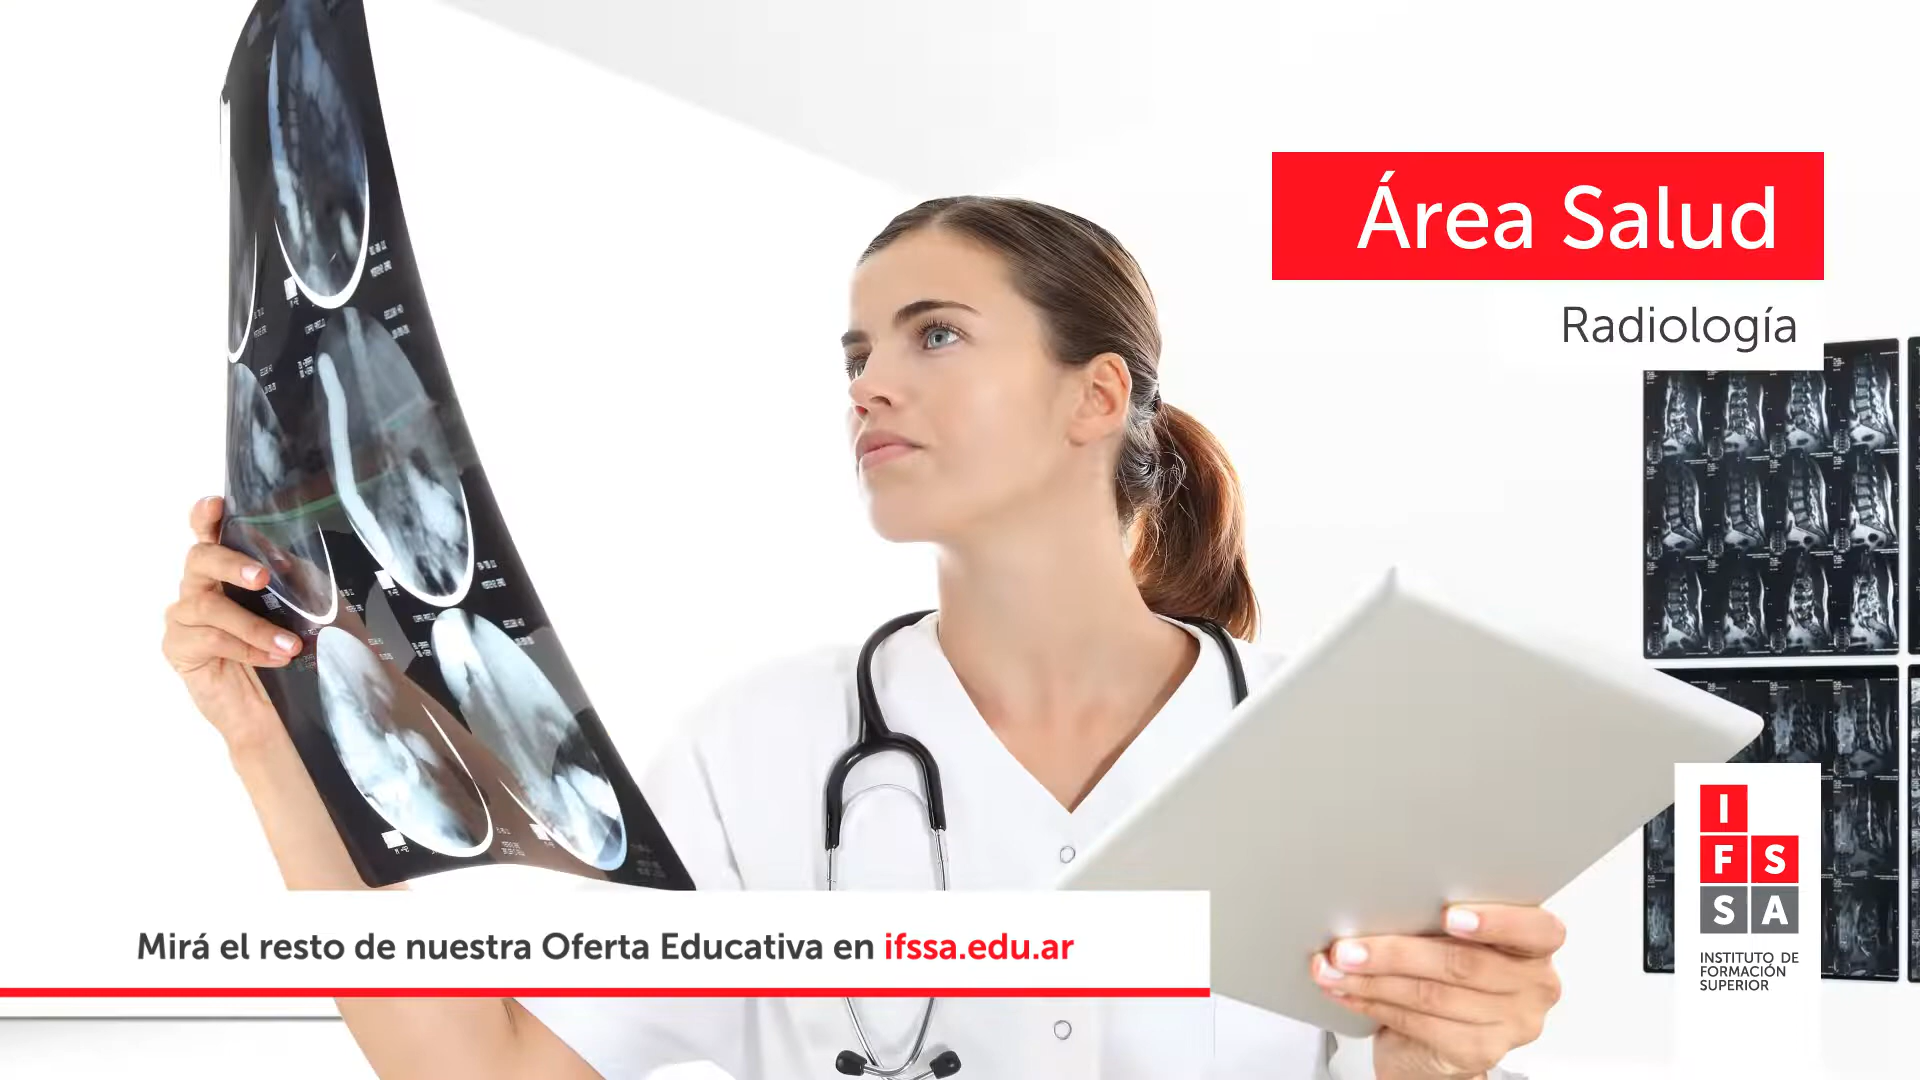 Área Salud
Radiología
Mirá el resto de nuestra Oferta Educativa en ifssa.edu.ar
I
F S
S A
INSTITUTO DE
FORMACIÓN
SUPERIOR